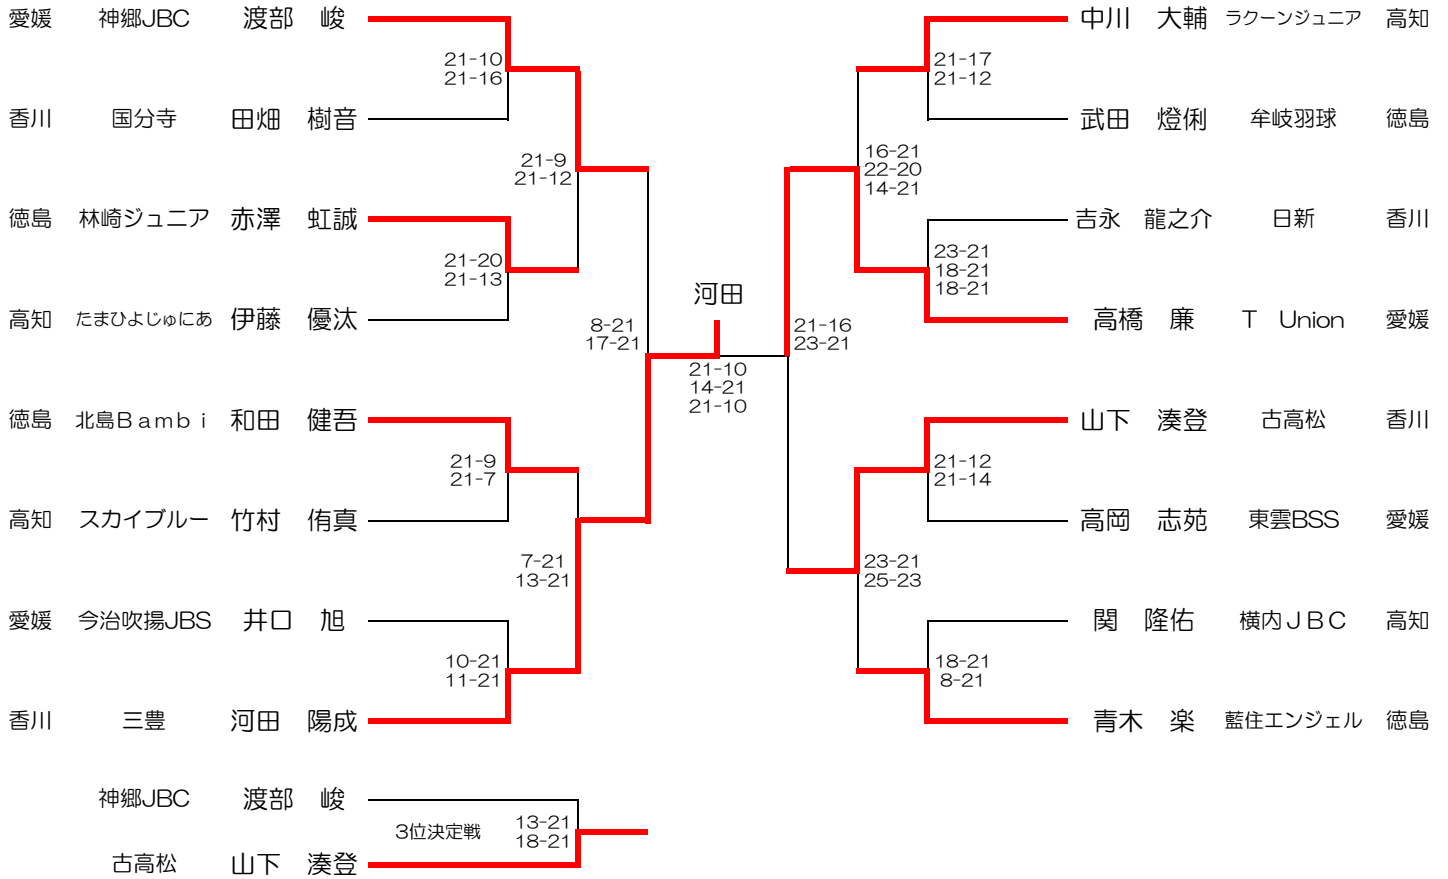 愛媛 神郷JBC 渡部 峻
21-10
21-16
香川 国分寺 田畑 樹音
21-9
21-12
徳島 林崎ジュニア 赤澤 虹誠
21-20
21-13
高知 たまひよじゅにあ 伊藤 優汰
8-21
17-21
徳島 北島Bambi 和田 健吾
21-9
21-7
高知 スカイブルー 竹村 侑真
7-21
13-21
愛媛 今治吹揚JBS 井口 旭
10-21
11-21
香川 三豊 河田 陽成
河田
21-10
14-21
21-10
中川 大輔 ラクーンジュニア 高知
21-17
21-12
武田 燈俐 牟岐羽球 徳島
16-21
22-20
14-21
吉永 龍之介 日新 香川
23-21
18-21
18-21
高橋 廉 T Union 愛媛
21-16
23-21
山下 湊登 古高松 香川
21-12
21-14
高岡 志苑 東雲BSS 愛媛
23-21
25-23
関 隆佑 横内JBC 高知
18-21
8-21
青木 楽 藍住エンジェル 徳島
神郷JBC 渡部 峻
3位決定戦
13-21
18-21
古高松 山下 湊登